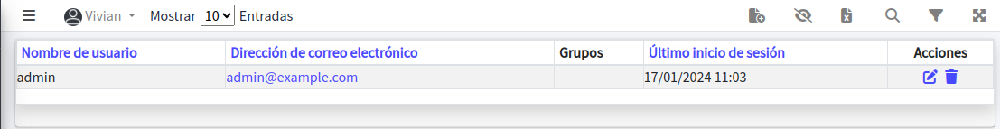 Vivian Mostrar 10 Entradas
Nombre de usuario Dirección de correo electrónico Grupos Último inicio de sesión Acciones
admin admin@example.com — 17/01/2024 11:03